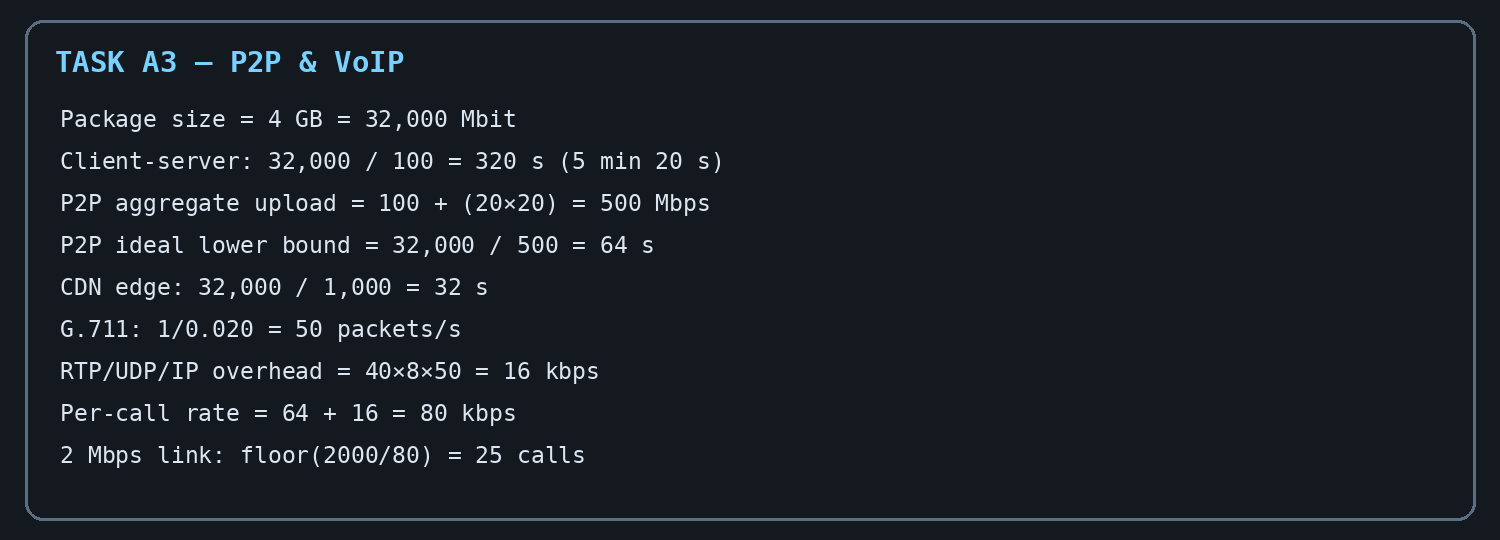 TASK A3 — P2P & VoIP
Package size = 4 GB = 32,000 Mbit
Client-server: 32,000 / 100 = 320 s (5 min 20 s)
P2P aggregate upload = 100 + (20×20) = 500 Mbps
P2P ideal lower bound = 32,000 / 500 = 64 s
CDN edge: 32,000 / 1,000 = 32 s
G.711: 1/0.020 = 50 packets/s
RTP/UDP/IP overhead = 40×8×50 = 16 kbps
Per-call rate = 64 + 16 = 80 kbps
2 Mbps link: floor(2000/80) = 25 calls